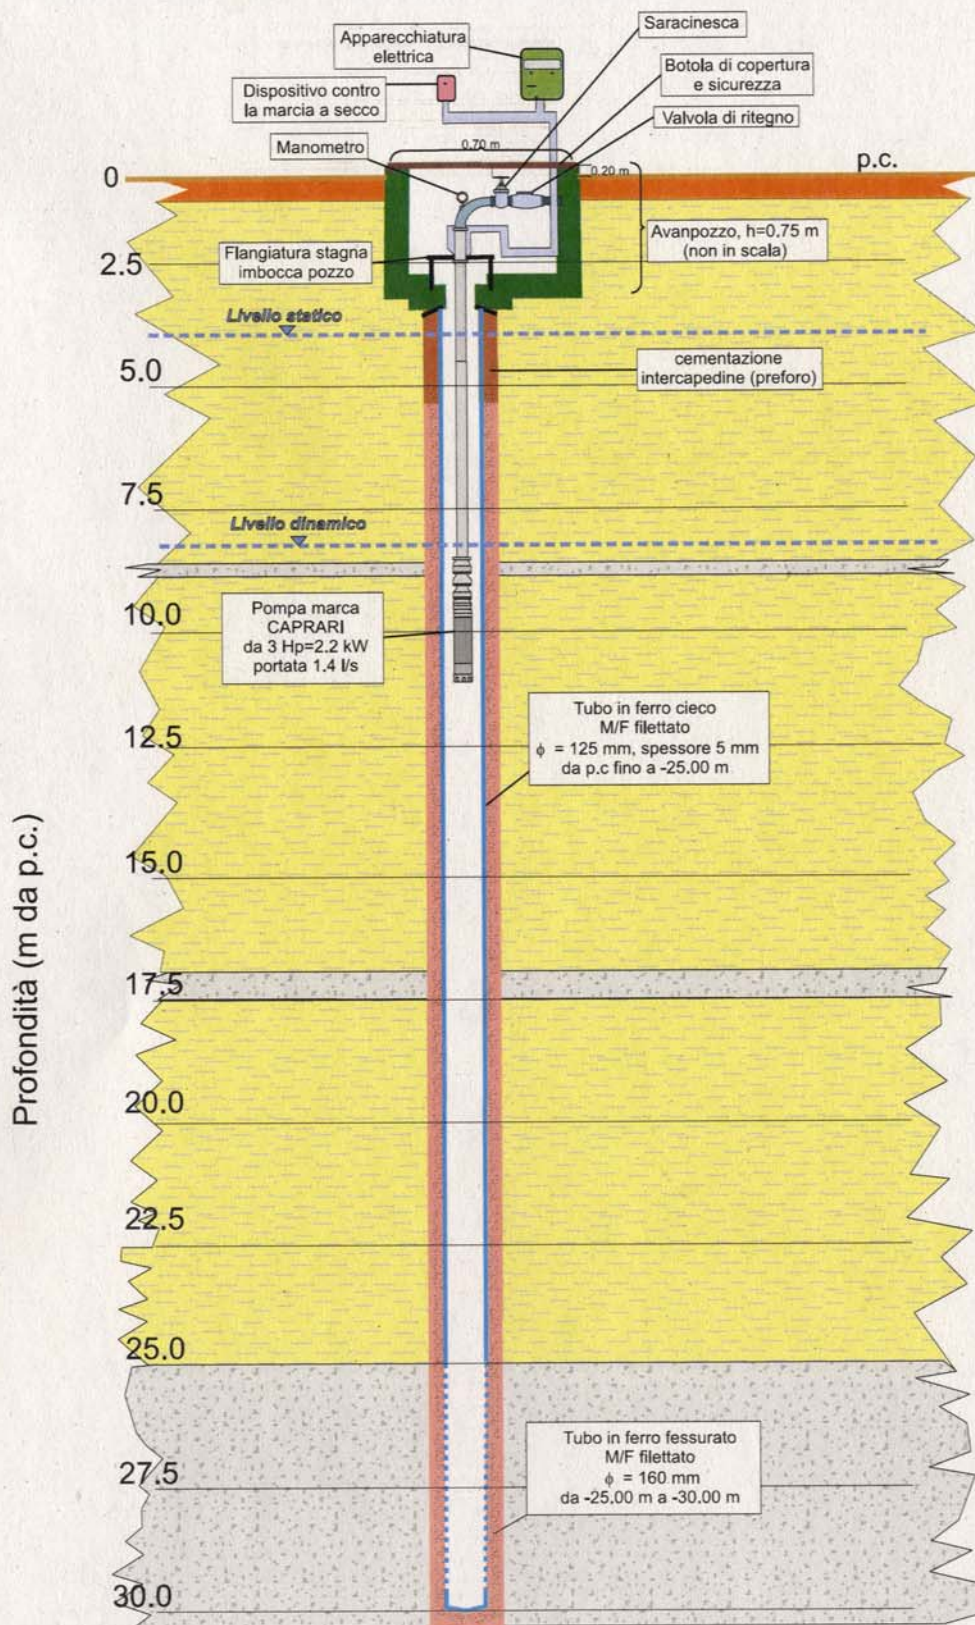 Saracinesca
Apparecchiatura
elettrica
Botola di copertura
e sicurezza
Dispositivo contro
la marcia a secco
Valvola di ritegno
Manometro
0.70 m
p.c.
0
0.20 m
Avanpozzo, h=0.75 m
(non in scala)
Flangiatura stagna
imbocca pozzo
2.5
Livello statico
cementazione
intercapedine (preforo)
5.0
7.5
Livello dinamico
10.0
Pompa marca
CAPRARI
da 3 Hp=2.2 kW
portata 1.4 l/s
Tubo in ferro cieco
M/F filettato
ϕ = 125 mm, spessore 5 mm
da p.c fino a -25.00 m
12.5
15.0
Profondità (m da p.c.)
17.5
20.0
22.5
25.0
Tubo in ferro fessurato
M/F filettato
ϕ = 160 mm
da -25.00 m a -30.00 m
27.5
30.0